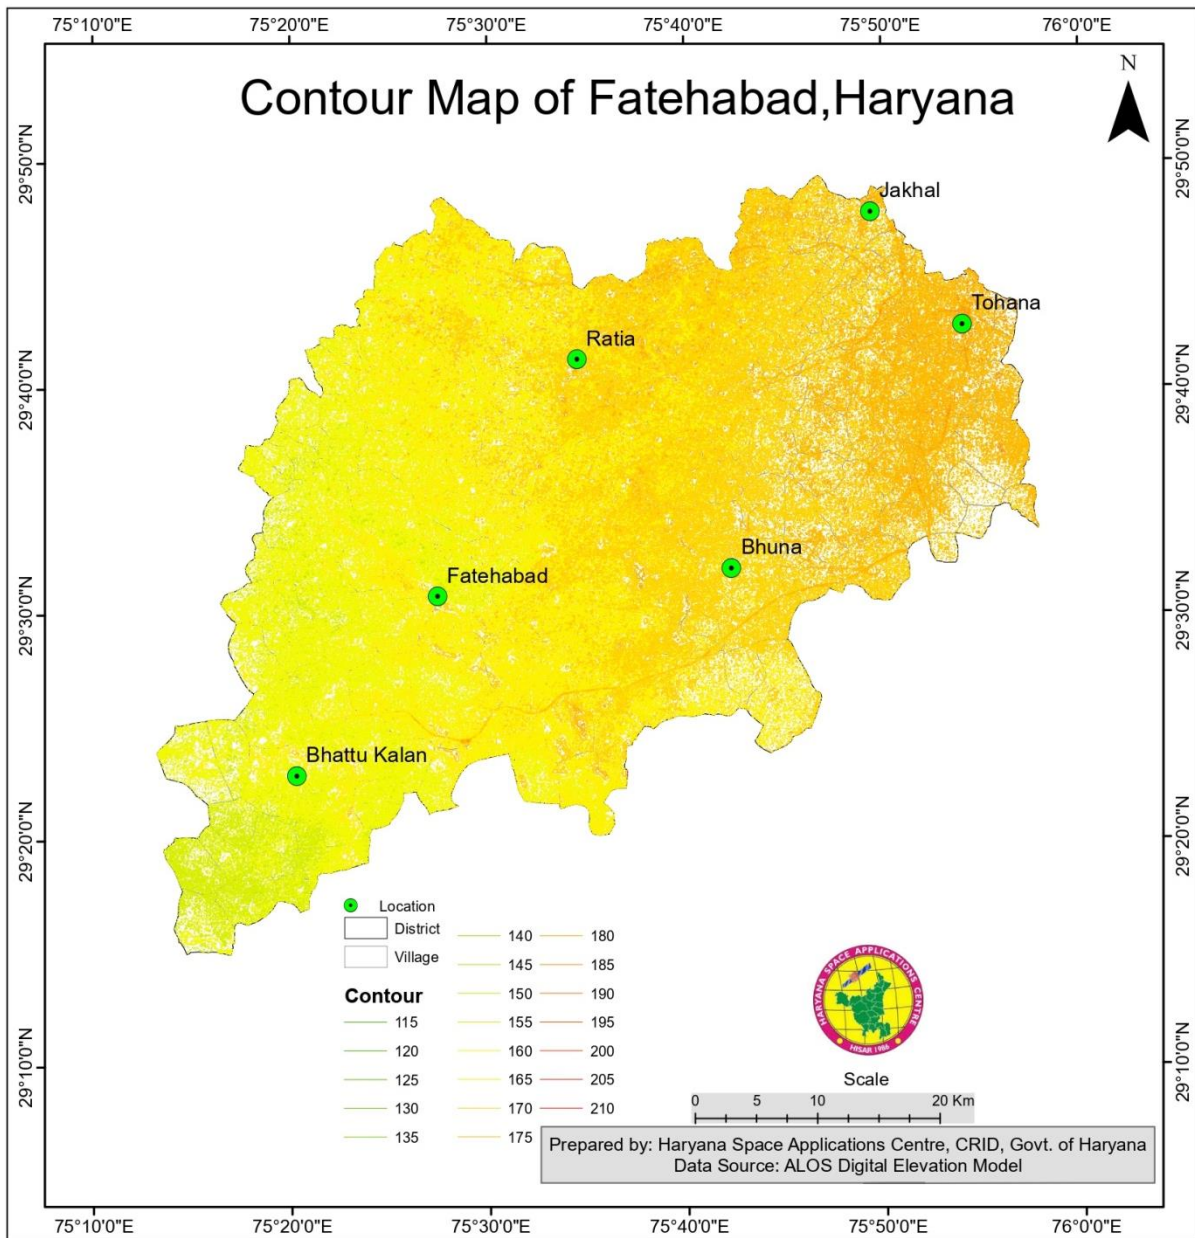 75°10'0"E 75°20'0"E 75°30'0"E 75°40'0"E 75°50'0"E 76°0'0"E
Contour Map of Fatehabad,Haryana
N
29°50'0"N 29°50'0"N
Jakhal
Tohana
Ratia
29°40'0"N 29°40'0"N
Bhuna
Fatehabad
29°30'0"N 29°30'0"N
Bhattu Kalan
29°20'0"N 29°20'0"N
Location
District
Village
Contour
115
120
125
130
135
140
145
150
155
160
165
170
175
180
185
190
195
200
205
210
HARYANA SPACE APPLICATIONS CENTRE
HISAR 1986
29°10'0"N 29°10'0"N
Scale
0 5 10 20 Km
Prepared by: Haryana Space Applications Centre, CRID, Govt. of Haryana
Data Source: ALOS Digital Elevation Model
75°10'0"E 75°20'0"E 75°30'0"E 75°40'0"E 75°50'0"E 76°0'0"E